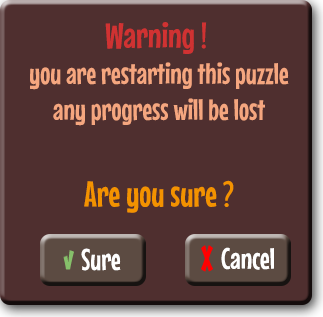 Warning !
you are restarting this puzzle
any progress will be lost
Are you sure ?
Sure
Cancel